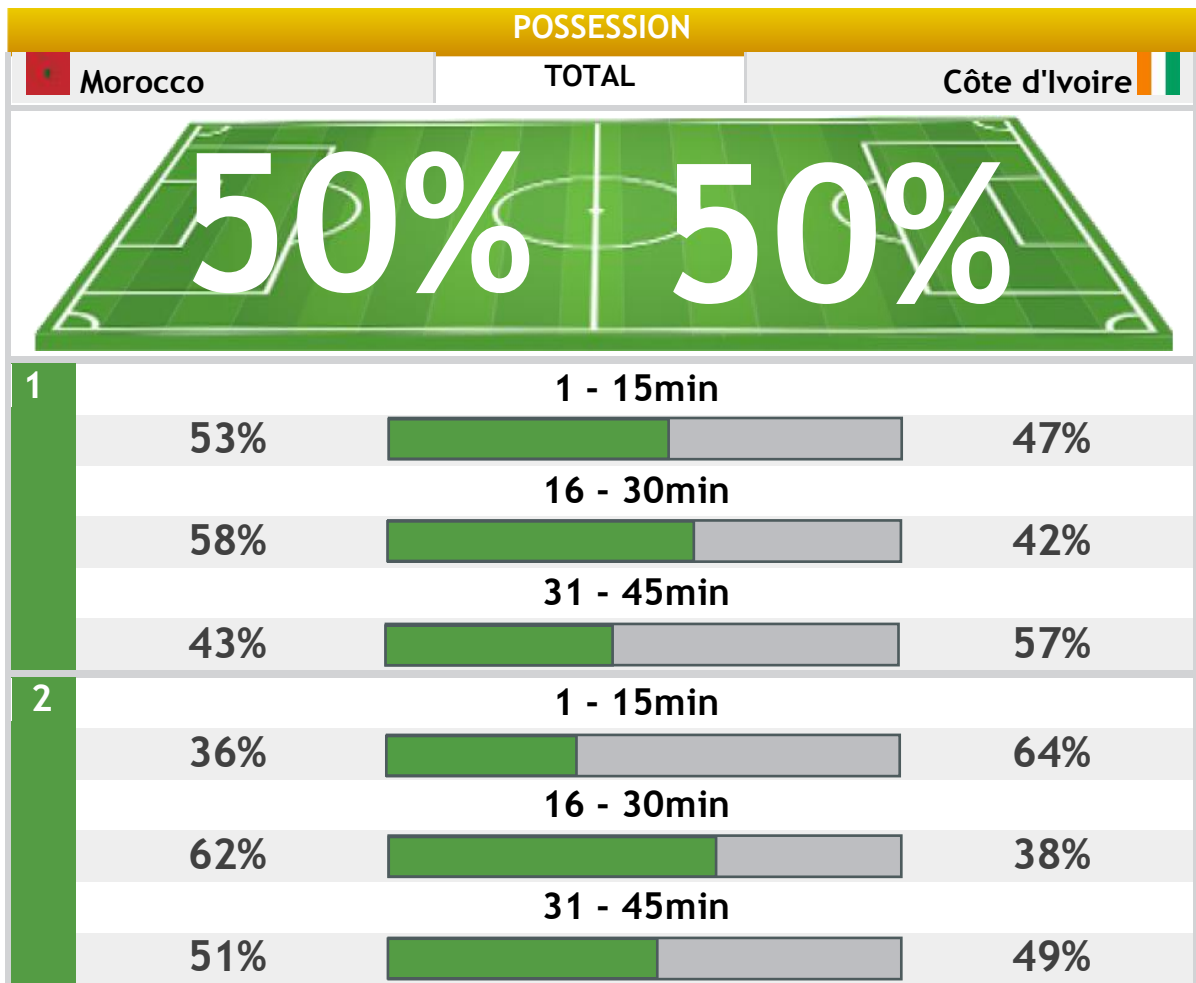 POSSESSION
Morocco TOTAL Côte d'Ivoire
50% 50%
1 1 - 15min
53% 47%
16 - 30min
58% 42%
31 - 45min
43% 57%
2 1 - 15min
36% 64%
16 - 30min
62% 38%
31 - 45min
51% 49%